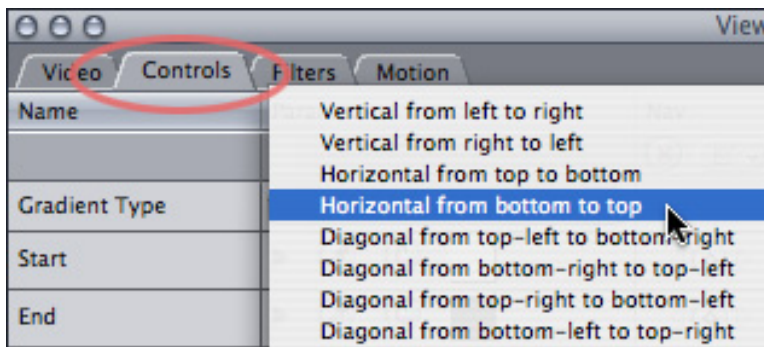 View
Video Controls Filters Motion
Name
Vertical from left to right
Vertical from right to left
Horizontal from top to bottom
Gradient Type
Horizontal from bottom to top
Diagonal from top-left to bottom-right
Start
Diagonal from bottom-right to top-left
Diagonal from top-right to bottom-left
End
Diagonal from bottom-left to top-right